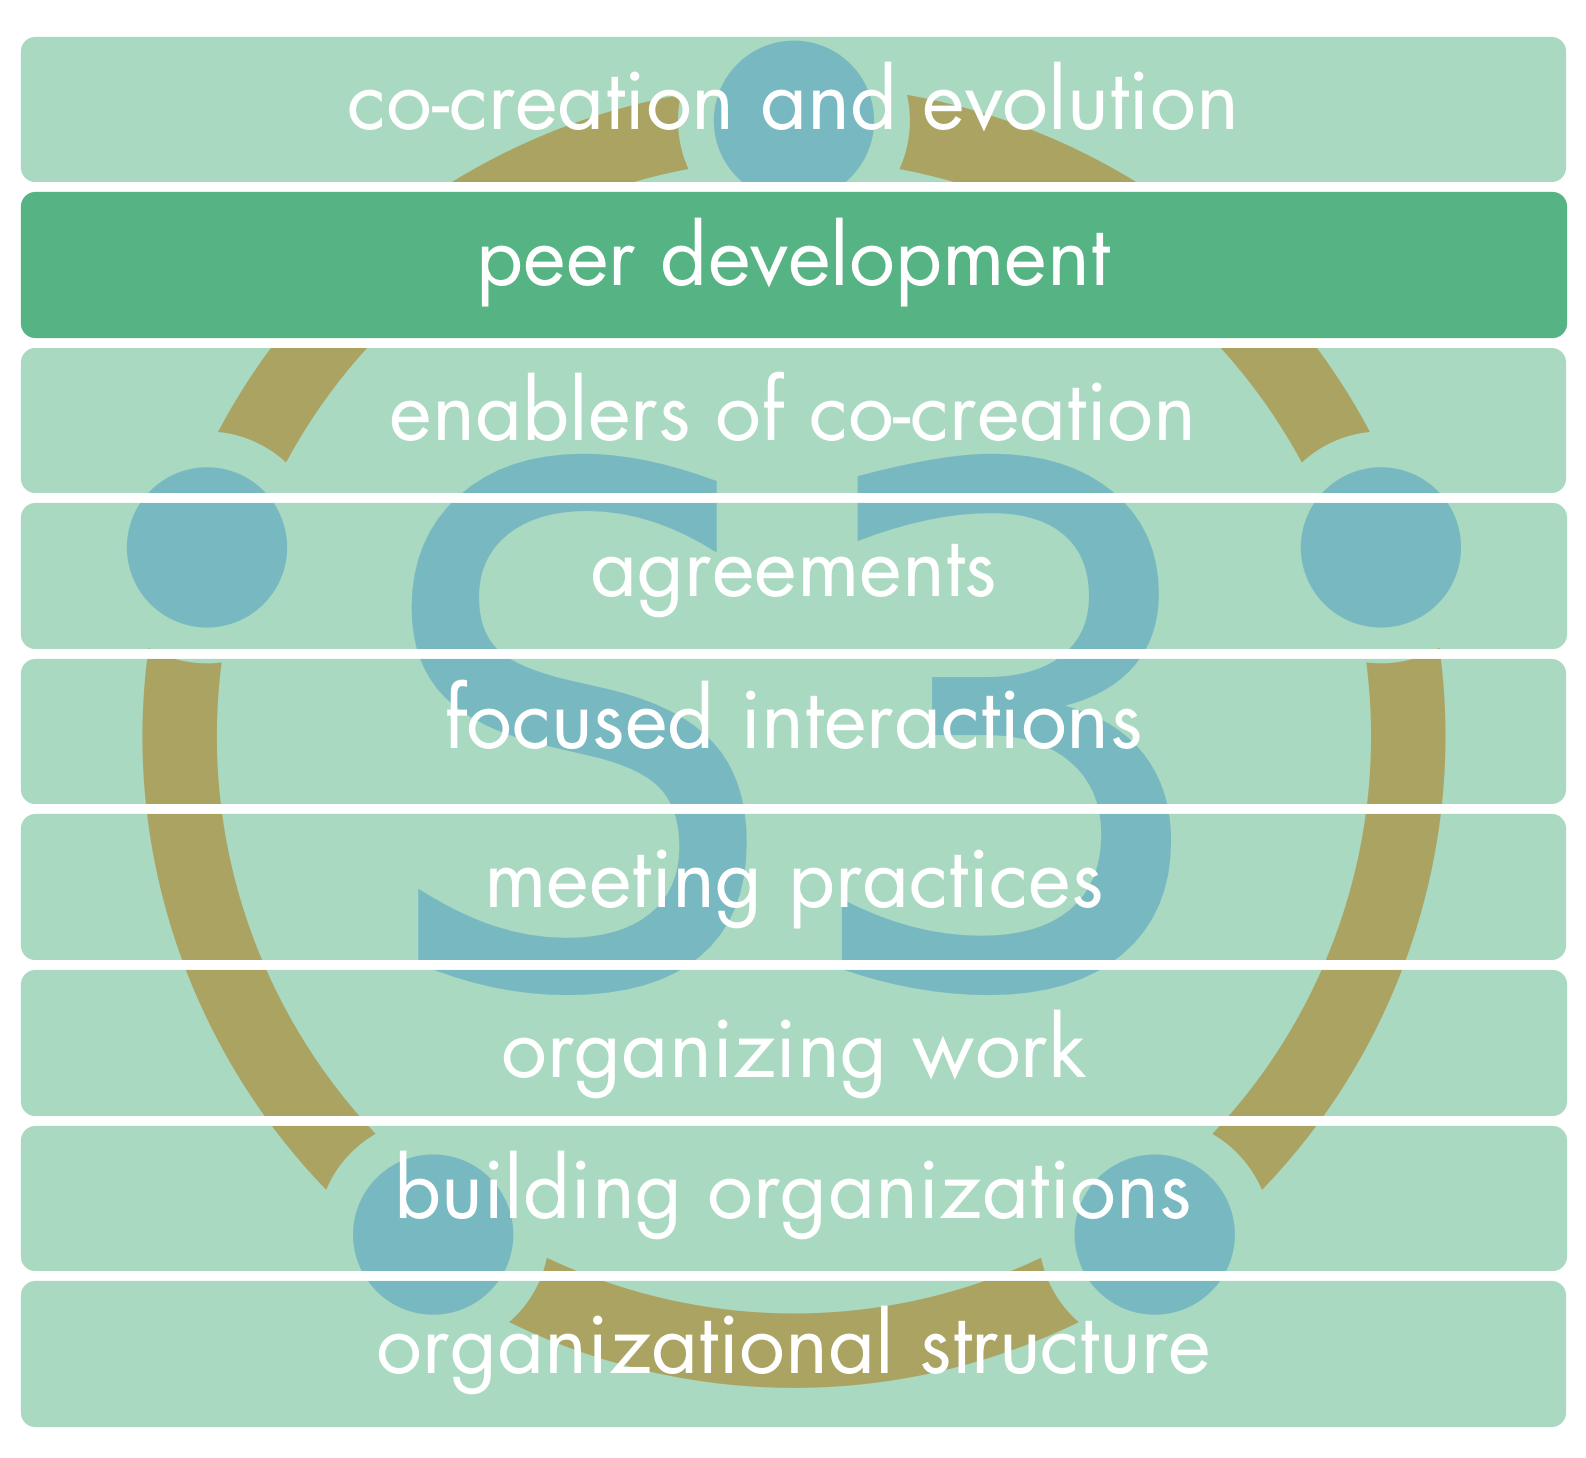 co-creation and evolution
peer development
enablers of co-creation
agreements
focused interactions
meeting practices
organizing work
building organizations
organizational structure
S3